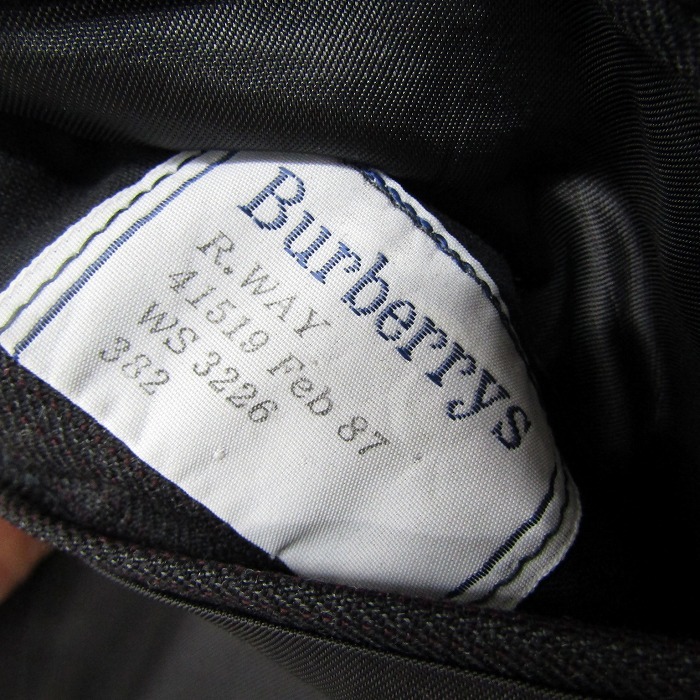 Burberrys
R. WAY
41519 Feb 87
WS 3226
382